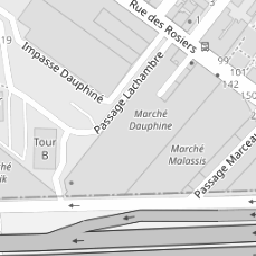 Rue des Rosiers
19
Impasse Dauphine
Passage Lachambre
99
101
142
150
Marché
Dauphine
Tour
B
Marché
Malassis
Passage Marceau